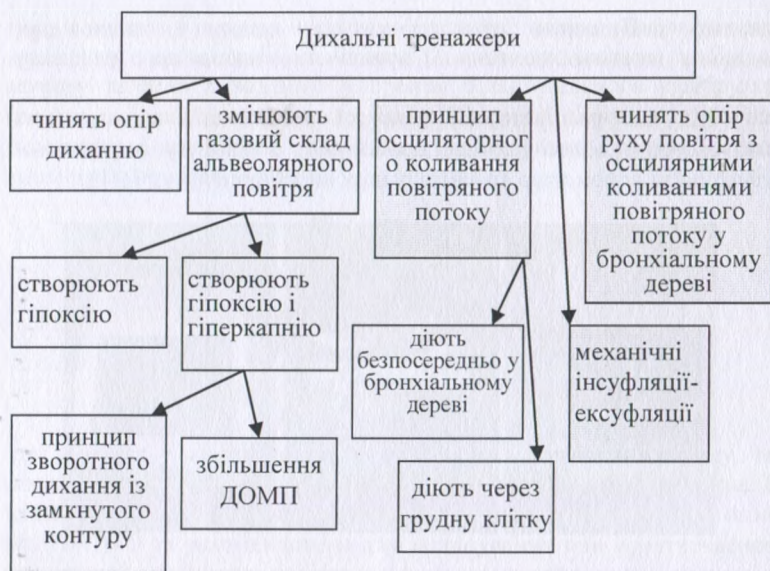 Дихальні тренажери
чинять опір
диханню
змінюють
газовий склад
альвеолярного
повітря
принцип
осциляторного
коливання
повітряного
потоку
чинять опір
руху повітря з
осцилярними
коливаннями
повітряного
потоку у
бронхіальному
дереві
створюють
гіпоксію
створюють
гіпоксію і
гіперкапнію
діють
безпосередньо у
бронхіальному
дереві
механічні
інсуфляції-
ексуфляції
принцип
зворотного
дихання із
замкнутого
контуру
збільшення
ДОМП
діють через
грудну клітку